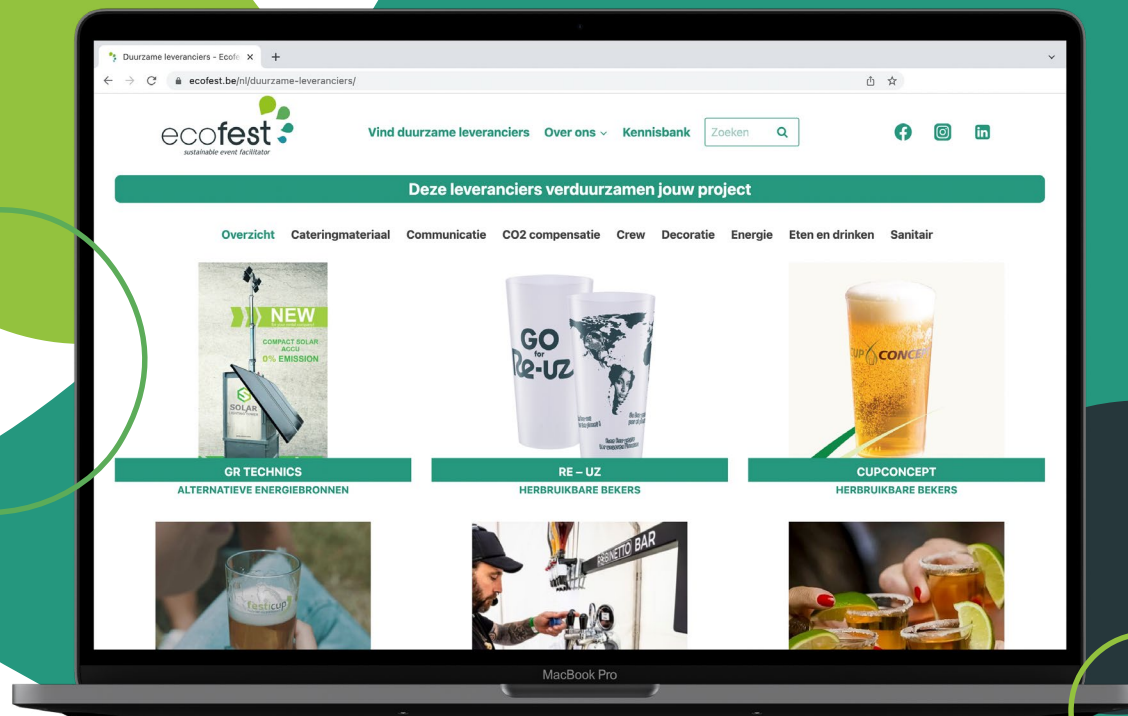 Duurzame leveranciers - Ecofe
ecofest.be/nl/duurzame-leveranciers/
ecofest
sustainable event facilitator
Vind duurzame leveranciers Over ons Kennisbank Zoeken
Deze leveranciers verduurzamen jouw project
Overzicht Cateringmateriaal Communicatie CO2 compensatie Crew Decoratie Energie Eten en drinken Sanitair
NEW
COMPACT SOLAR
ACCU
0% EMISSION
SOLAR
GO
for
Re-uz
CUP CONCE
GR TECHNICS
RE – UZ
CUPCONCEPT
ALTERNATIEVE ENERGIEBRONNEN
HERBRUIKBARE BEKERS
HERBRUIKBARE BEKERS
festicup
ROBINETTO BAR
MacBook Pro